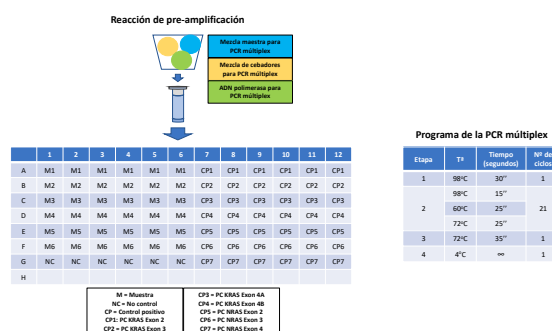 Reacción de pre-amplificación
Mezcla maestra para
PCR múltiplex
Mezcla de cebadores
para PCR múltiplex
ADN polimerasa para
PCR múltiplex
1 2 3 4 5 6 7 8 9 10 11 12
A M1 M1 M1 M1 M1 M1 CP1 CP1 CP1 CP1 CP1 CP1
B M2 M2 M2 M2 M2 M2 CP2 CP2 CP2 CP2 CP2 CP2
C M3 M3 M3 M3 M3 M3 CP3 CP3 CP3 CP3 CP3 CP3
D M4 M4 M4 M4 M4 M4 CP4 CP4 CP4 CP4 CP4 CP4
E M5 M5 M5 M5 M5 M5 CP5 CP5 CP5 CP5 CP5 CP5
F M6 M6 M6 M6 M6 M6 CP6 CP6 CP6 CP6 CP6 CP6
G NC NC NC NC NC NC CP7 CP7 CP7 CP7 CP7 CP7
H
M = Muestra
NC = No control
CP = Control positivo
CP1: PC KRAS Exon 2
CP2 = PC KRAS Exon 3
CP3 = PC KRAS Exon 4A
CP4 = PC KRAS Exon 4B
CP5 = PC NRAS Exon 2
CP6 = PC NRAS Exon 3
CP7 = PC NRAS Exon 4
Programa de la PCR múltiplex
Etapa Tª Tiempo (segundos) Nº de ciclos
1 98ºC 30’’ 1
2 98ºC 15’’ 21
60ºC 25’’
72ºC 25’’
3 72ºC 35’’ 1
4 4°C ∞ 1